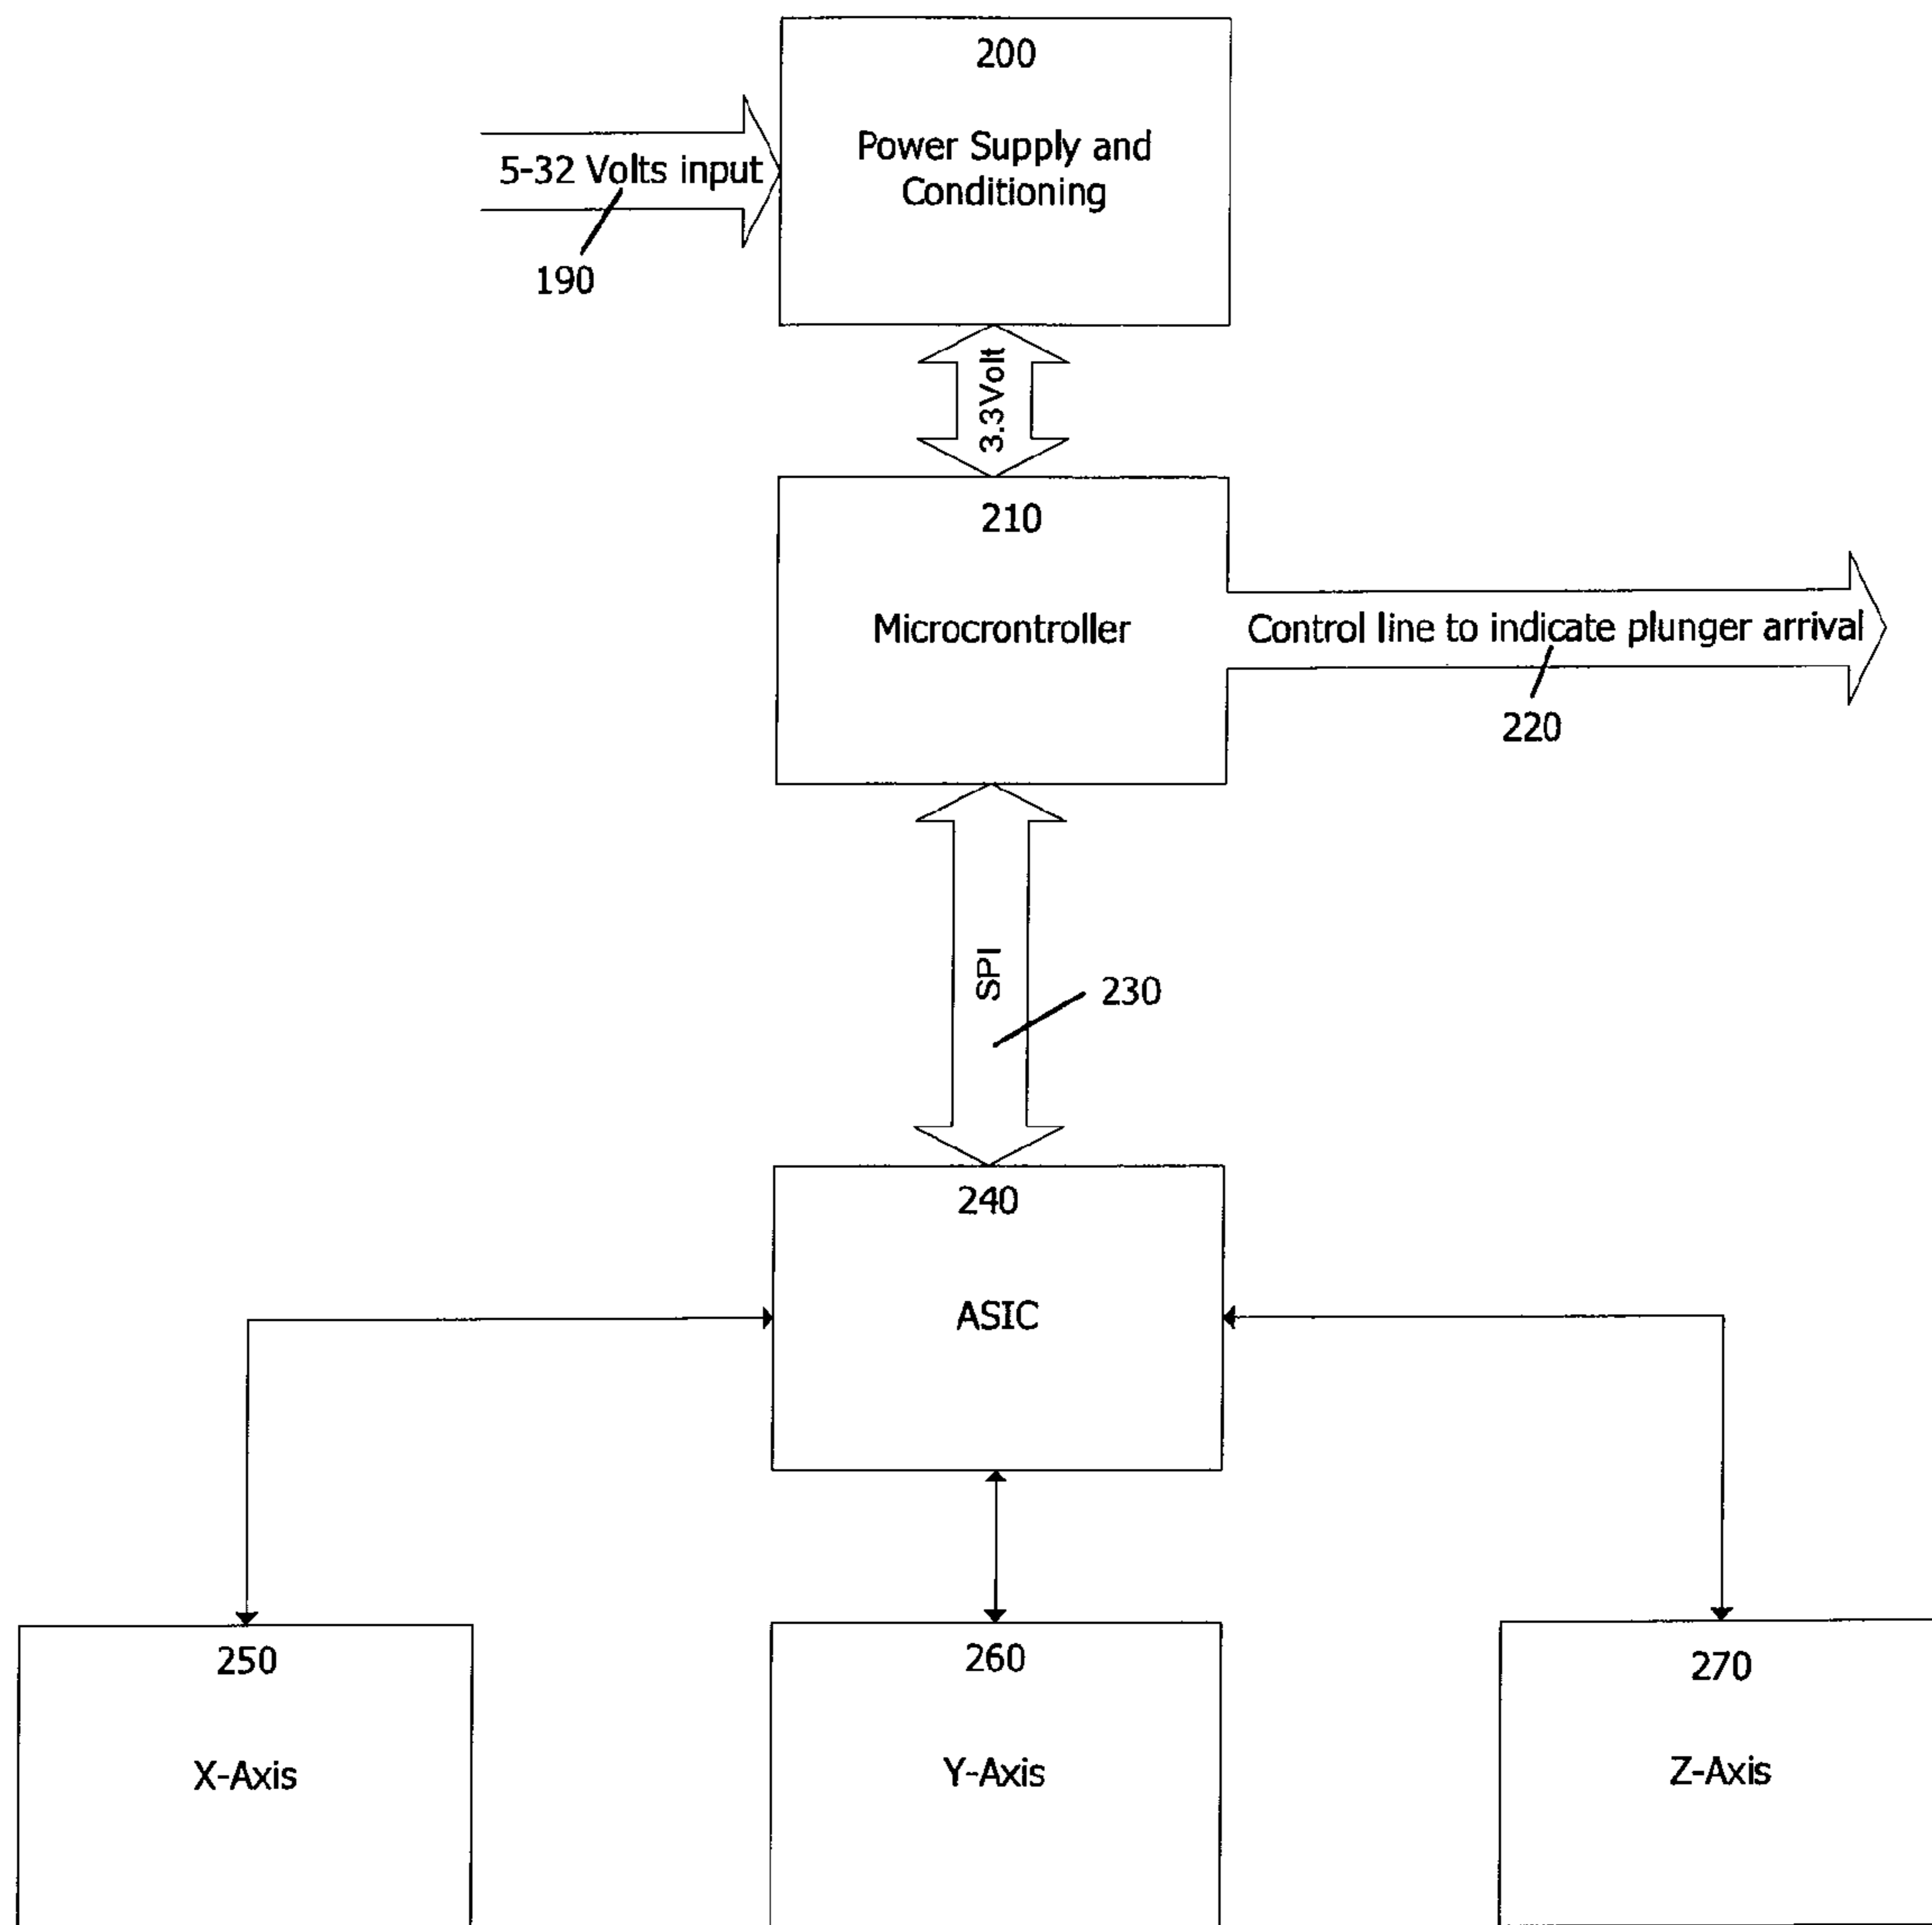 200
Power Supply and
Conditioning
5-32 Volts input
190
3.3Volt
210
Microcrontroller
Control line to indicate plunger arrival
220
SPI
230
240
ASIC
250
X-Axis
260
Y-Axis
270
Z-Axis